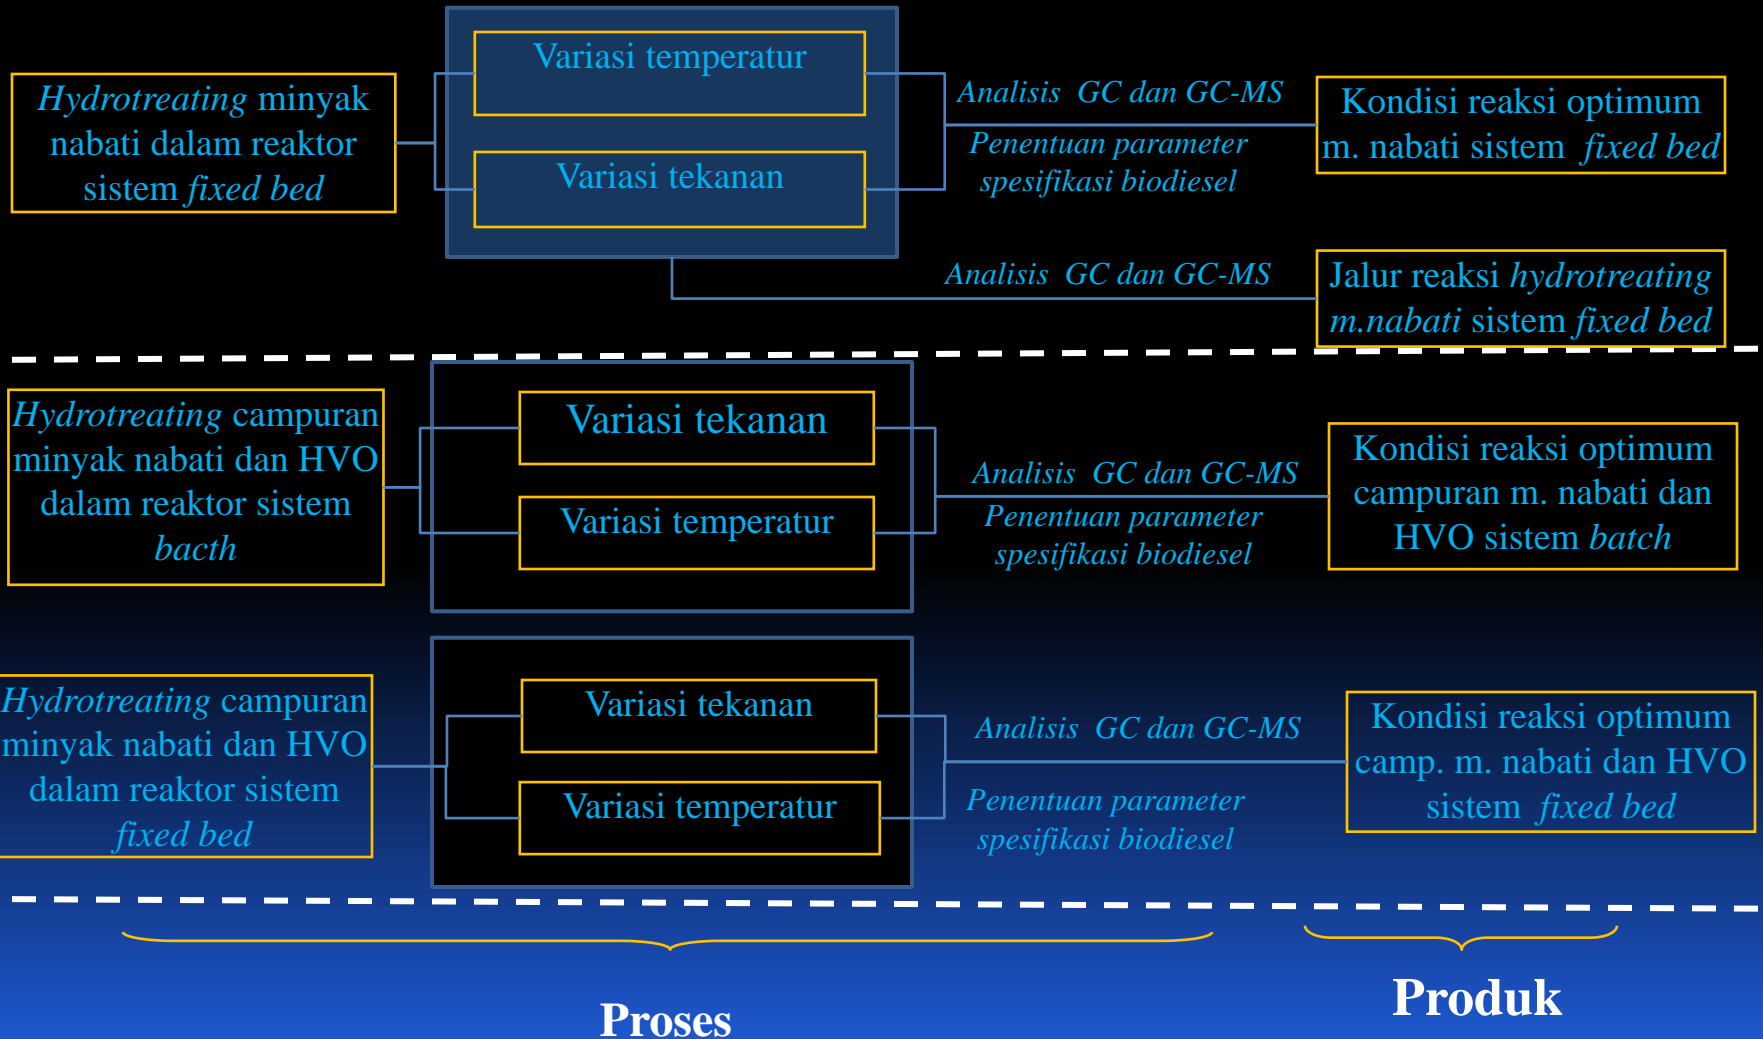 Hydrotreating minyak
nabati dalam reaktor
sistem fixed bed
Variasi temperatur
Variasi tekanan
Analisis GC dan GC-MS
Penentuan parameter
spesifikasi biodiesel
Kondisi reaksi optimum
m. nabati sistem fixed bed
Analisis GC dan GC-MS
Jalur reaksi hydrotreating
m.nabati sistem fixed bed
Hydrotreating campuran
minyak nabati dan HVO
dalam reaktor sistem
bacth
Variasi tekanan
Variasi temperatur
Analisis GC dan GC-MS
Penentuan parameter
spesifikasi biodiesel
Kondisi reaksi optimum
campuran m. nabati dan
HVO sistem batch
Hydrotreating campuran
minyak nabati dan HVO
dalam reaktor sistem
fixed bed
Variasi tekanan
Variasi temperatur
Analisis GC dan GC-MS
Penentuan parameter
spesifikasi biodiesel
Kondisi reaksi optimum
camp. m. nabati dan HVO
sistem fixed bed
Proses
Produk